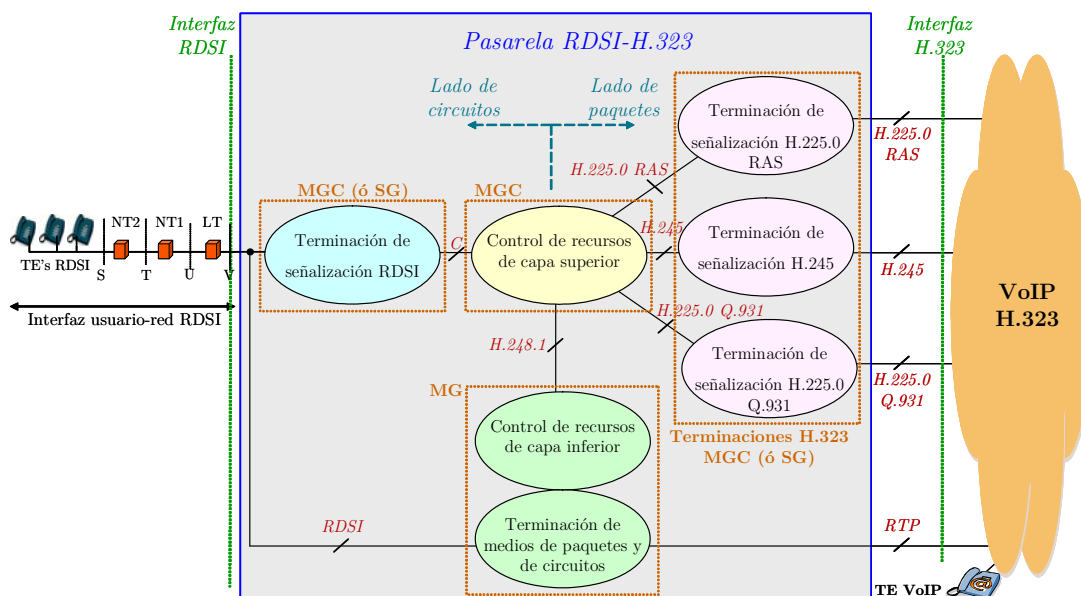 Interfaz
RDSI
Pasarela RDSI-H.323
Interfaz
H.323
Lado de
circuitos
Lado de
paquetes
Terminación de
señalización H.225.0
RAS
H.225.0
RAS
H.225.0 RAS
MGC (ó SG)
MGC
NT2
NT1
LT
TE's RDSI
S
T
U
V
Terminación de
señalización RDSI
C
Control de recursos
de capa superior
H.245
Terminación de
señalización H.245
H.245
VoIP
H.323
Interfaz usuario-red RDSI
H.225.0 Q.931
H.248.1
Terminación de
señalización H.225.0
Q.931
H.225.0
Q.931
MG
Control de recursos
de capa inferior
Terminaciones H.323
MGC (ó SG)
RDSI
Terminación de
medios de paquetes y
de circuitos
RTP
TE VoIP
@